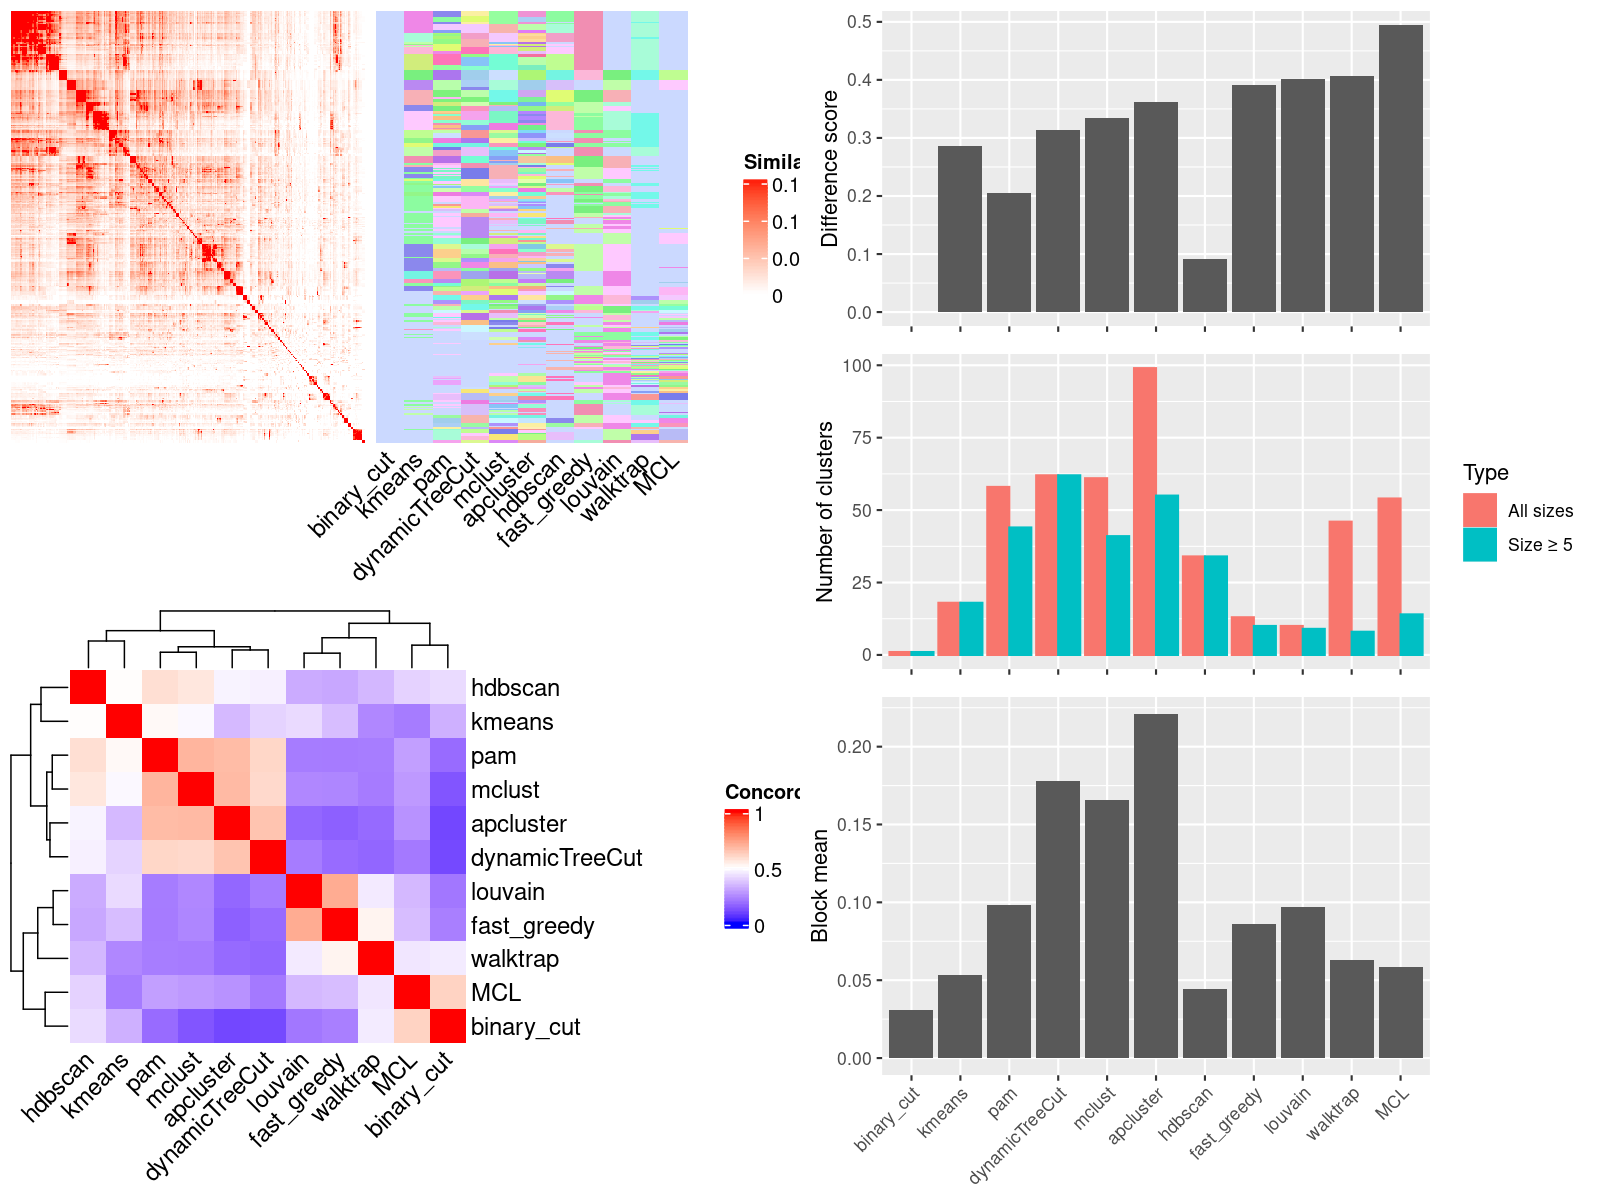 Simila
0.1
0.1
0.0
0
binary_cut
kmeans
pam
dynamicTreeCut
mclust
apcluster
hdbscan
fast_greedy
louvain
walktrap
MCL
hdbscan
kmeans
pam
mclust
apcluster
dynamicTreeCut
louvain
fast_greedy
walktrap
MCL
binary_cut
hdbscan
kmeans
pam
mclust
apcluster
dynamicTreeCut
louvain
fast_greedy
walktrap
MCL
binary_cut
Concord
1
0.5
0
Difference score
0.5
0.4
0.3
0.2
0.1
0.0
Number of clusters
100
75
50
25
0
Type
All sizes
Size ≥ 5
Block mean
0.20
0.15
0.10
0.05
0.00
binary_cut
kmeans
pam
dynamicTreeCut
mclust
apcluster
hdbscan
fast_greedy
louvain
walktrap
MCL